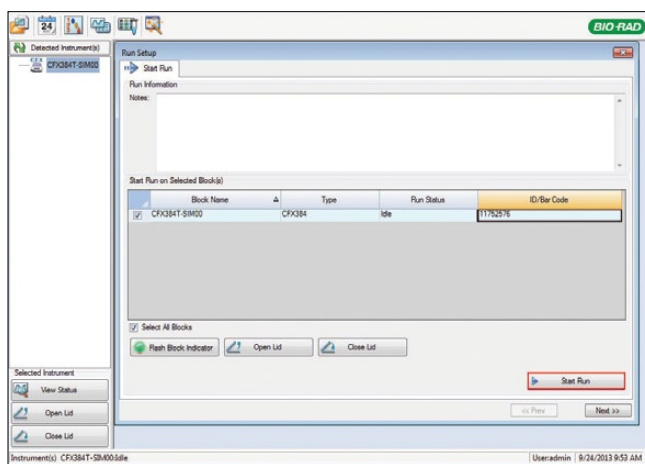 24
BIO-RAD
Detected Instrument(s)
CFX384T-SIM00
Run Setup
Start Run
Run Information
Notes:
Start Run on Selected Block(s)
Block Name Type Run Status ID/Bar Code
CFX384T-SIM00 CFX384 Idle 11752576
Select All Blocks
Flash Block Indicator Open Lid Close Lid
Start Run
<< Prev Next >>
Selected Instrument
View Status
Open Lid
Close Lid
Instrument(s) CFX384T-SIM00:Idle User:admin 9/24/2013 9:53 AM